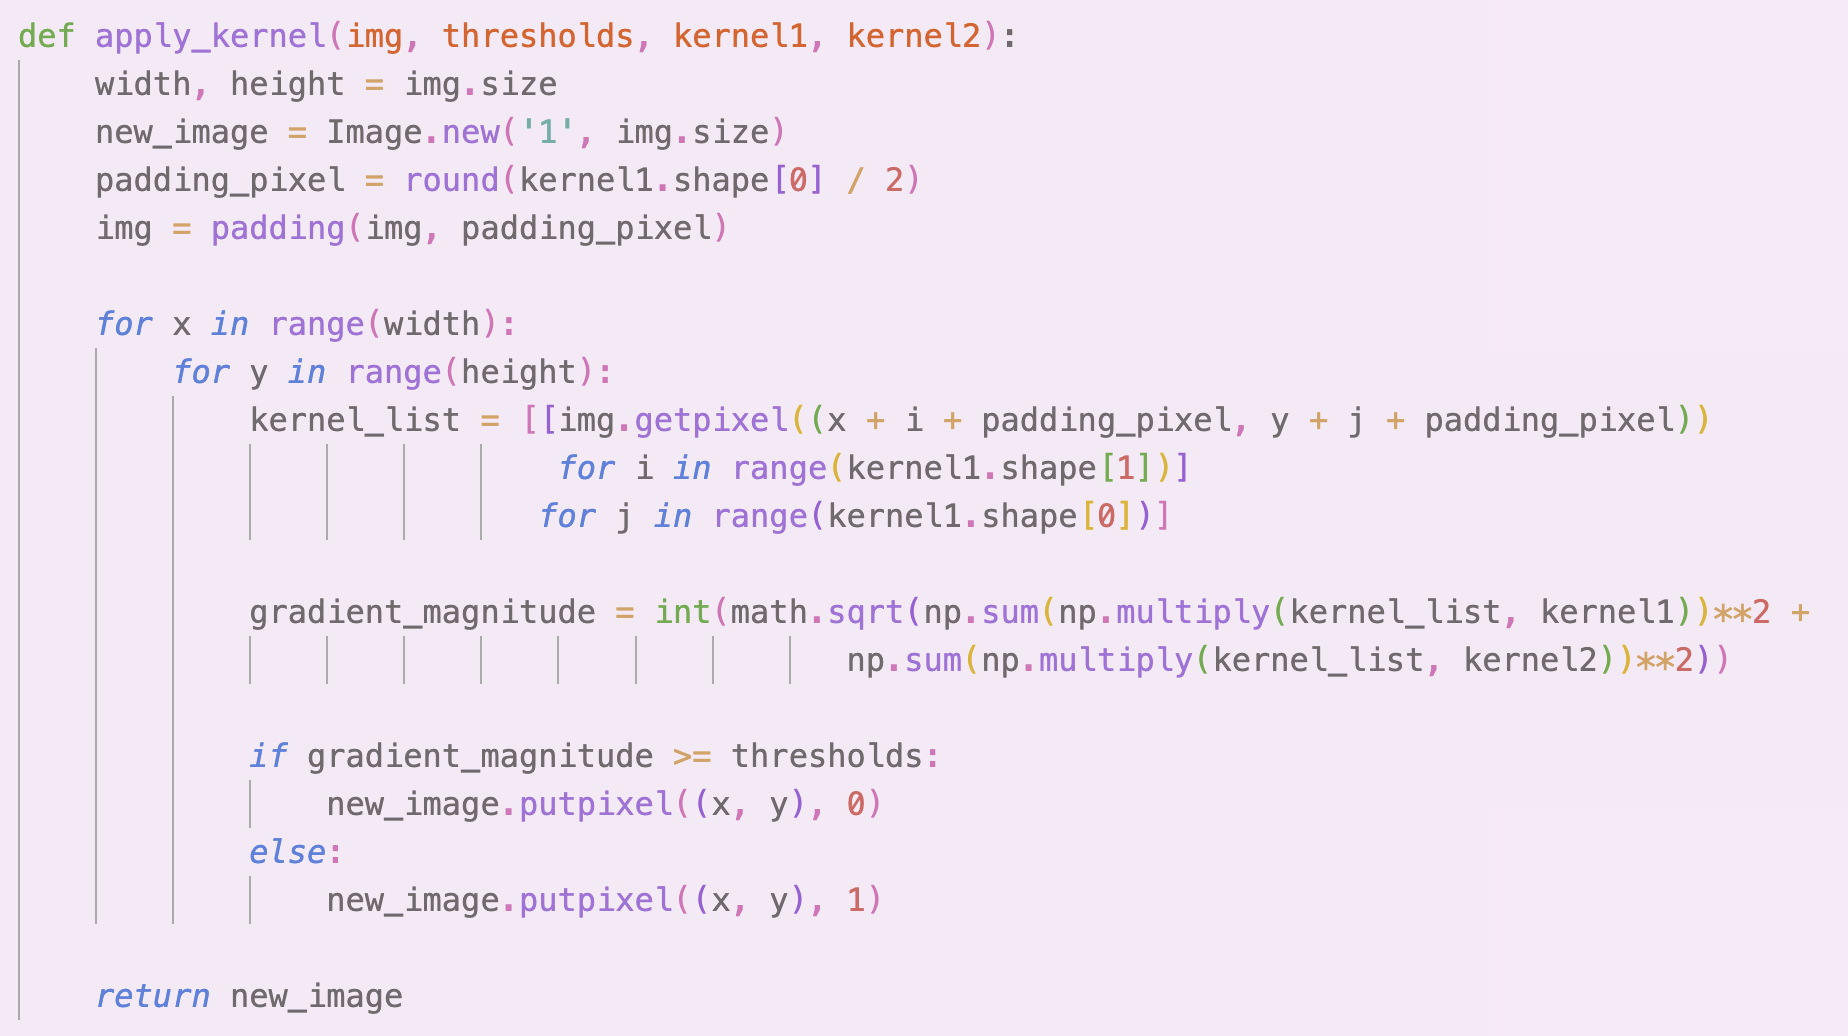 def apply_kernel(img, thresholds, kernel1, kernel2):
    width, height = img.size
    new_image = Image.new('1', img.size)
    padding_pixel = round(kernel1.shape[0] / 2)
    img = padding(img, padding_pixel)

    for x in range(width):
        for y in range(height):
            kernel_list = [[img.getpixel((x + i + padding_pixel, y + j + padding_pixel))
                            for i in range(kernel1.shape[1])]
                           for j in range(kernel1.shape[0])]

            gradient_magnitude = int(math.sqrt(np.sum(np.multiply(kernel_list, kernel1))**2 +
                                           np.sum(np.multiply(kernel_list, kernel2))**2))

            if gradient_magnitude >= thresholds:
                new_image.putpixel((x, y), 0)
            else:
                new_image.putpixel((x, y), 1)

    return new_image